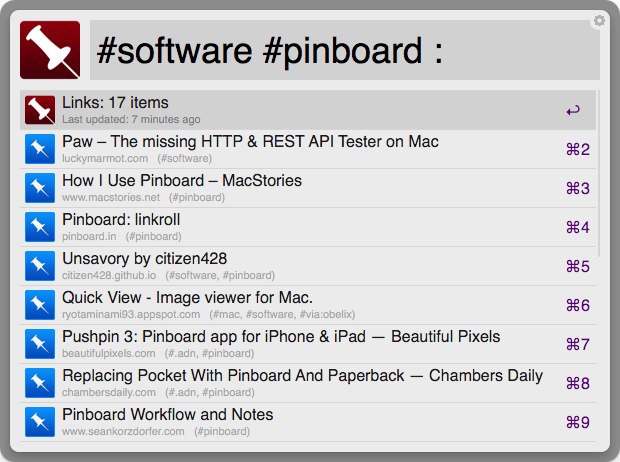 #software #pinboard :
Links: 17 items
↩
Last updated: 7 minutes ago
Paw – The missing HTTP & REST API Tester on Mac
⌘2
luckymarmot.com (#software)
How I Use Pinboard – MacStories
⌘3
www.macstories.net (#pinboard)
Pinboard: linkroll
⌘4
pinboard.in (#pinboard)
Unsavory by citizen428
⌘5
citizen428.github.io (#software, #pinboard)
Quick View - Image viewer for Mac.
⌘6
ryotaminami93.appspot.com (#mac, #software, #via:obelix)
Pushpin 3: Pinboard app for iPhone & iPad — Beautiful Pixels
⌘7
beautifulpixels.com (#.adn, #pinboard)
Replacing Pocket With Pinboard And Paperback — Chambers Daily
⌘8
chambersdaily.com (#.adn, #pinboard)
Pinboard Workflow and Notes
⌘9
www.seankorzdorfer.com (#pinboard)